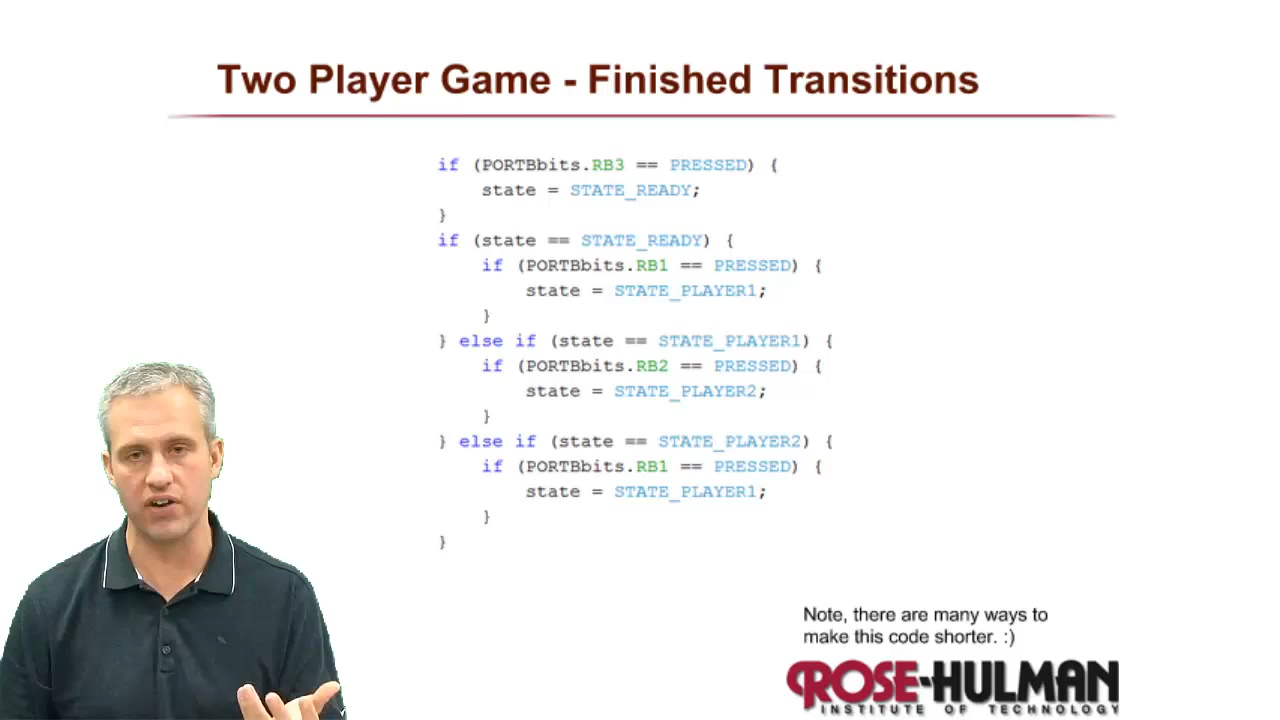 Two Player Game - Finished Transitions
if (PORTBbits.RB3 == PRESSED) {
    state = STATE_READY;
}
if (state == STATE_READY) {
    if (PORTBbits.RB1 == PRESSED) {
        state = STATE_PLAYER1;
    }
} else if (state == STATE_PLAYER1) {
    if (PORTBbits.RB2 == PRESSED) {
        state = STATE_PLAYER2;
    }
} else if (state == STATE_PLAYER2) {
    if (PORTBbits.RB1 == PRESSED) {
        state = STATE_PLAYER1;
    }
}
Note, there are many ways to
make this code shorter. :)
ROSE-HULMAN
INSTITUTE OF TECHNOLOGY